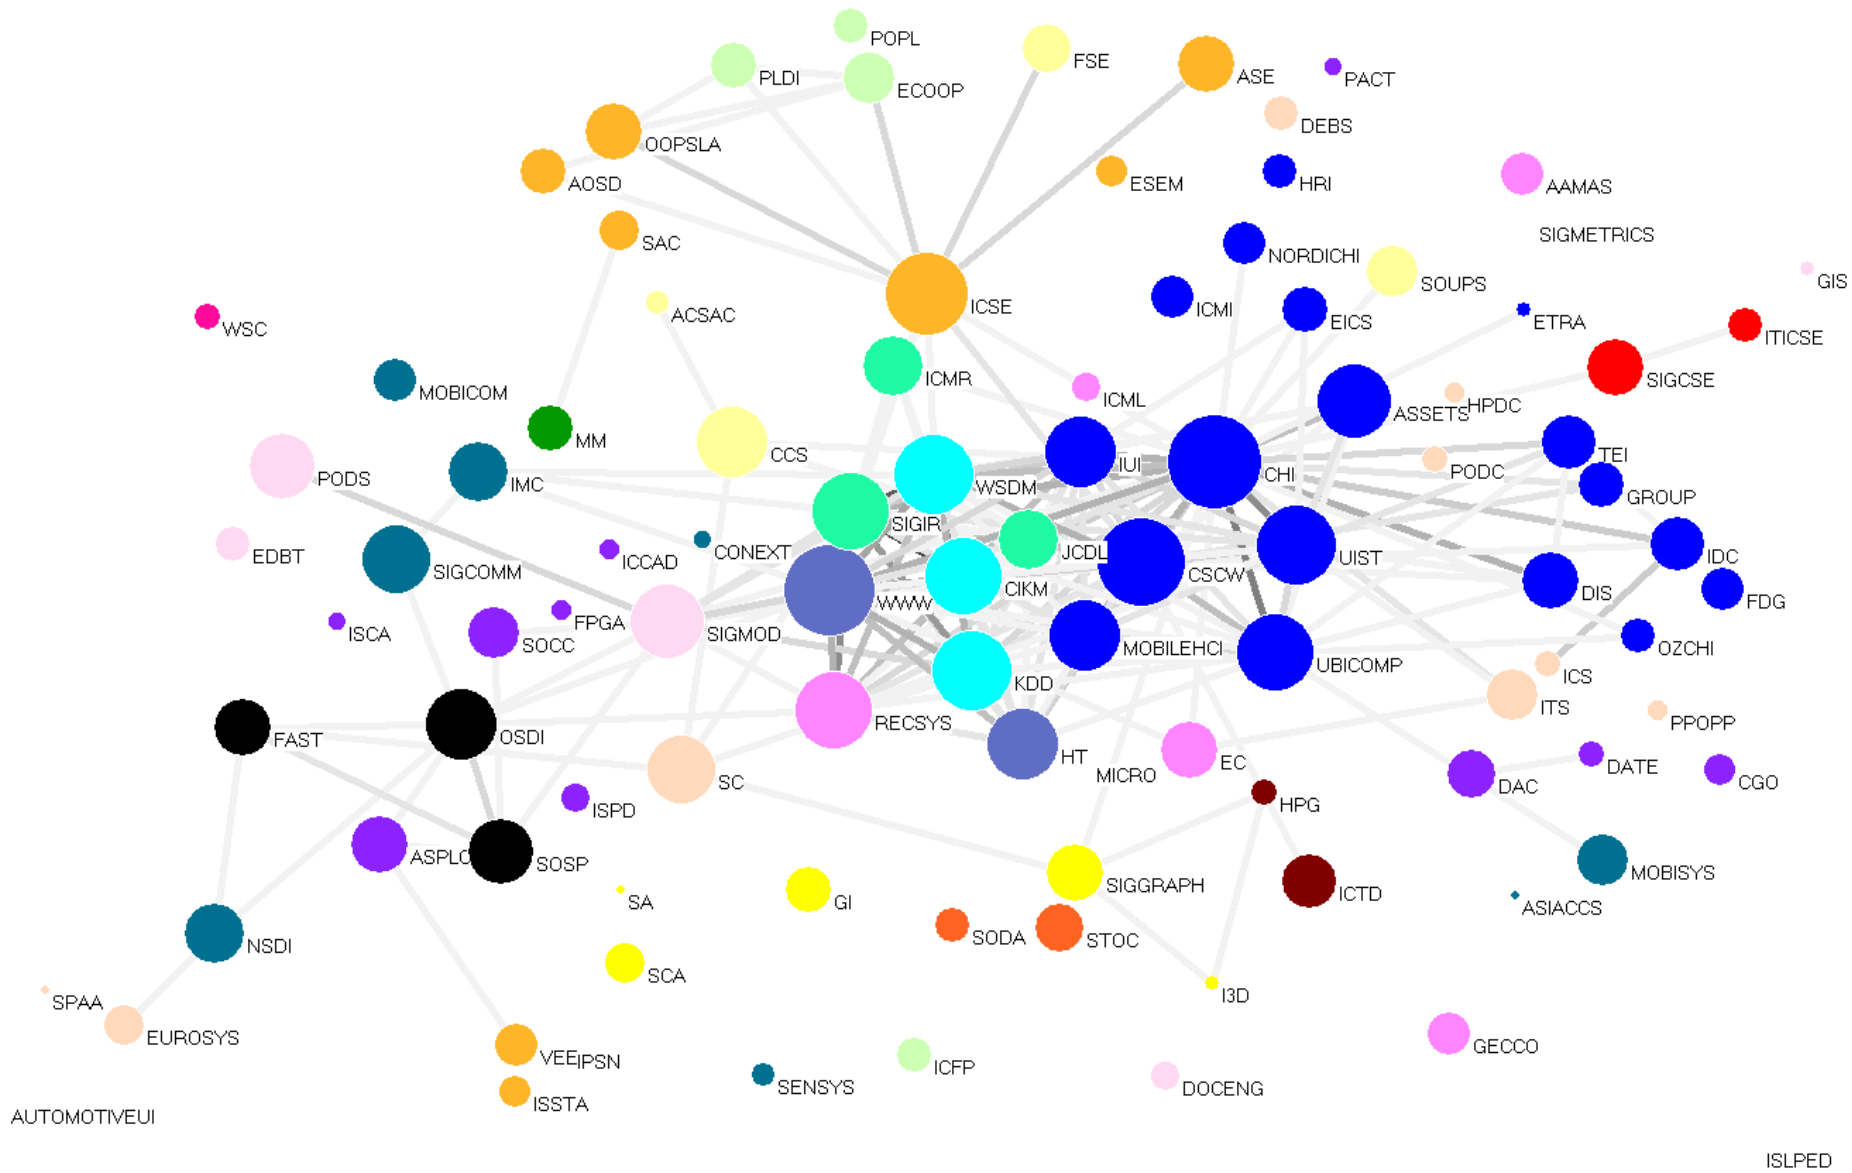 POPL
FSE
PLDI
ECOOP
ASE
PACT
DEBS
OOPSLA
AOSD
ESEM
HRI
AAMAS
SIGMETRICS
SAC
NORDICHI
SOUPS
GIS
ACSAC
ICSE
ICMI
EICS
ETRA
WSC
ITICSE
ICMR
SIGCSE
MOBICOM
ICML
ASSETS
HPDC
MM
CCS
TEI
PODS
IMC
IUI
CHI
PODC
WSDM
GROUP
SIGIR
EDBT
ICCAD
CONEXT
JCDL
UIST
IDC
SIGCOMM
CIKM
CSCW
WWW
DIS
FDG
ISCA
FPGA
SOCC
SIGMOD
MOBILEHCI
OZCHI
UBICOMP
ICS
KDD
ITS
FAST
OSDI
RECSYS
PPOPP
HT
EC
MICRO
SC
DATE
DAC
CGO
ISPD
HPG
ASPLO
SOSP
MOBISYS
SIGGRAPH
ICTD
SA
GI
ASIACCS
NSDI
SODA
STOC
SCA
SPAA
I3D
EUROSYS
GECCO
VEE
IPSN
ICFP
SENSYS
DOCENG
ISSTA
AUTOMOTIVEUI
ISLPED